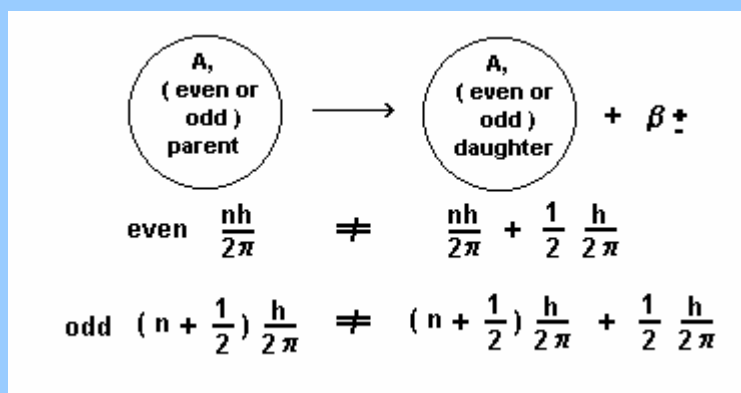 A, (even or odd) parent ⟶ A, (even or odd) daughter + β±
even nh/2π ≠ nh/2π + 1/2 h/2π
odd (n + 1/2) h/2π ≠ (n + 1/2) h/2π + 1/2 h/2π